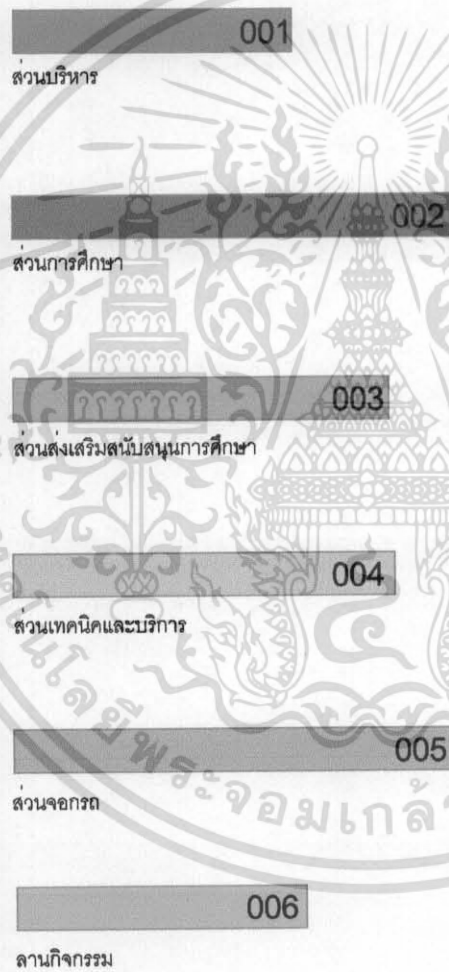 001
ส่วนบริหาร
002
ส่วนการศึกษา
003
ส่วนส่งเสริมสนับสนุนการศึกษา
004
ส่วนเทคนิคและบริการ
005
ส่วนจอดรถ
006
ลานกิจกรรม